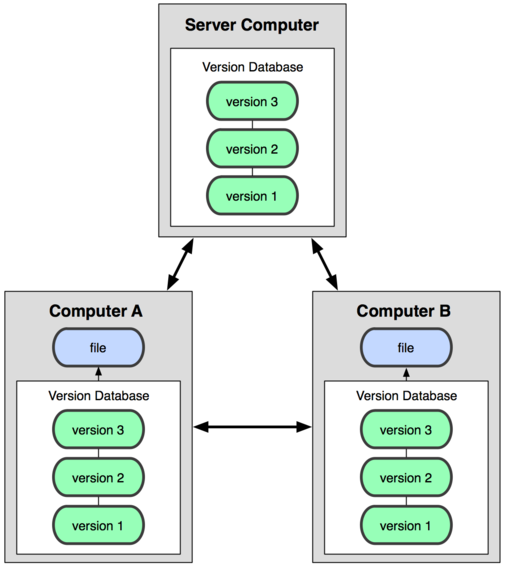 Server Computer
Version Database
version 3
version 2
version 1
Computer A
file
Version Database
version 3
version 2
version 1
Computer B
file
Version Database
version 3
version 2
version 1